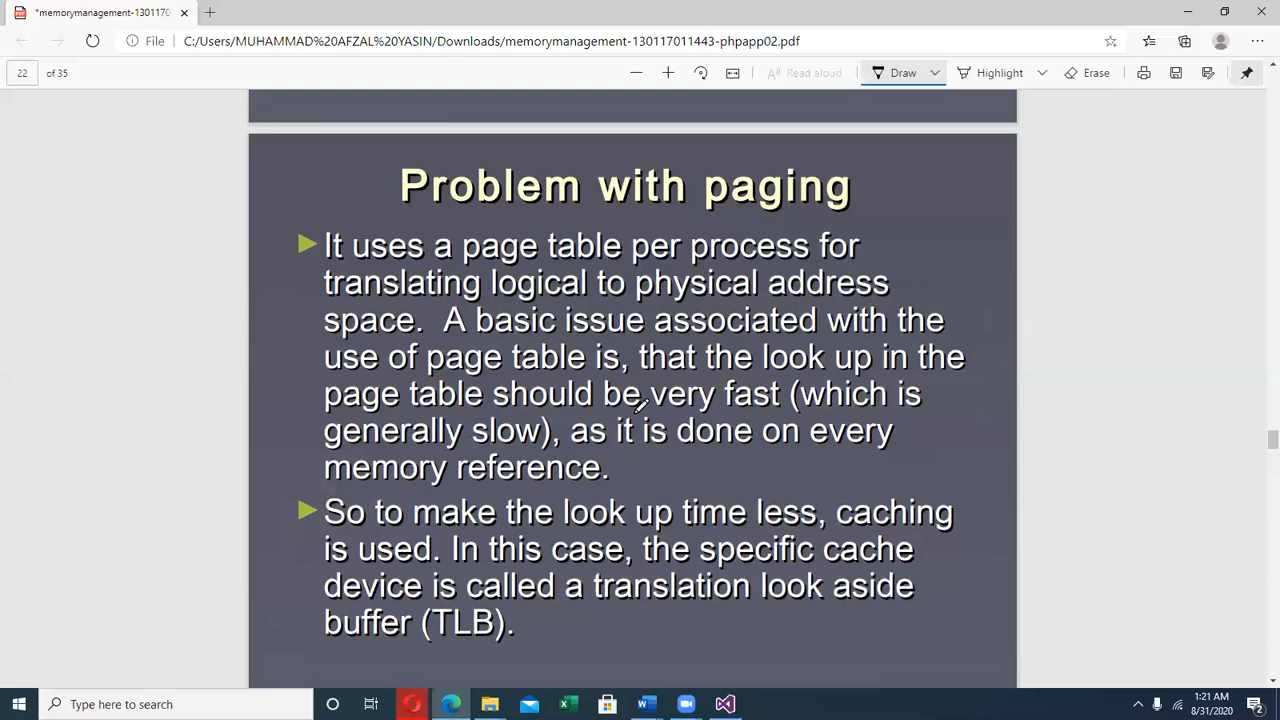 *memorymanagement-1301170
File
C:/Users/MUHAMMAD%20AFZAL%20YASIN/Downloads/memorymanagement-130117011443-phpapp02.pdf
22 of 35
Read aloud
Draw
Highlight
Erase
Problem with paging
It uses a page table per process for
translating logical to physical address
space. A basic issue associated with the
use of page table is, that the look up in the
page table should be very fast (which is
generally slow), as it is done on every
memory reference.
So to make the look up time less, caching
is used. In this case, the specific cache
device is called a translation look aside
buffer (TLB).
Type here to search
1:21 AM
8/31/2020
2